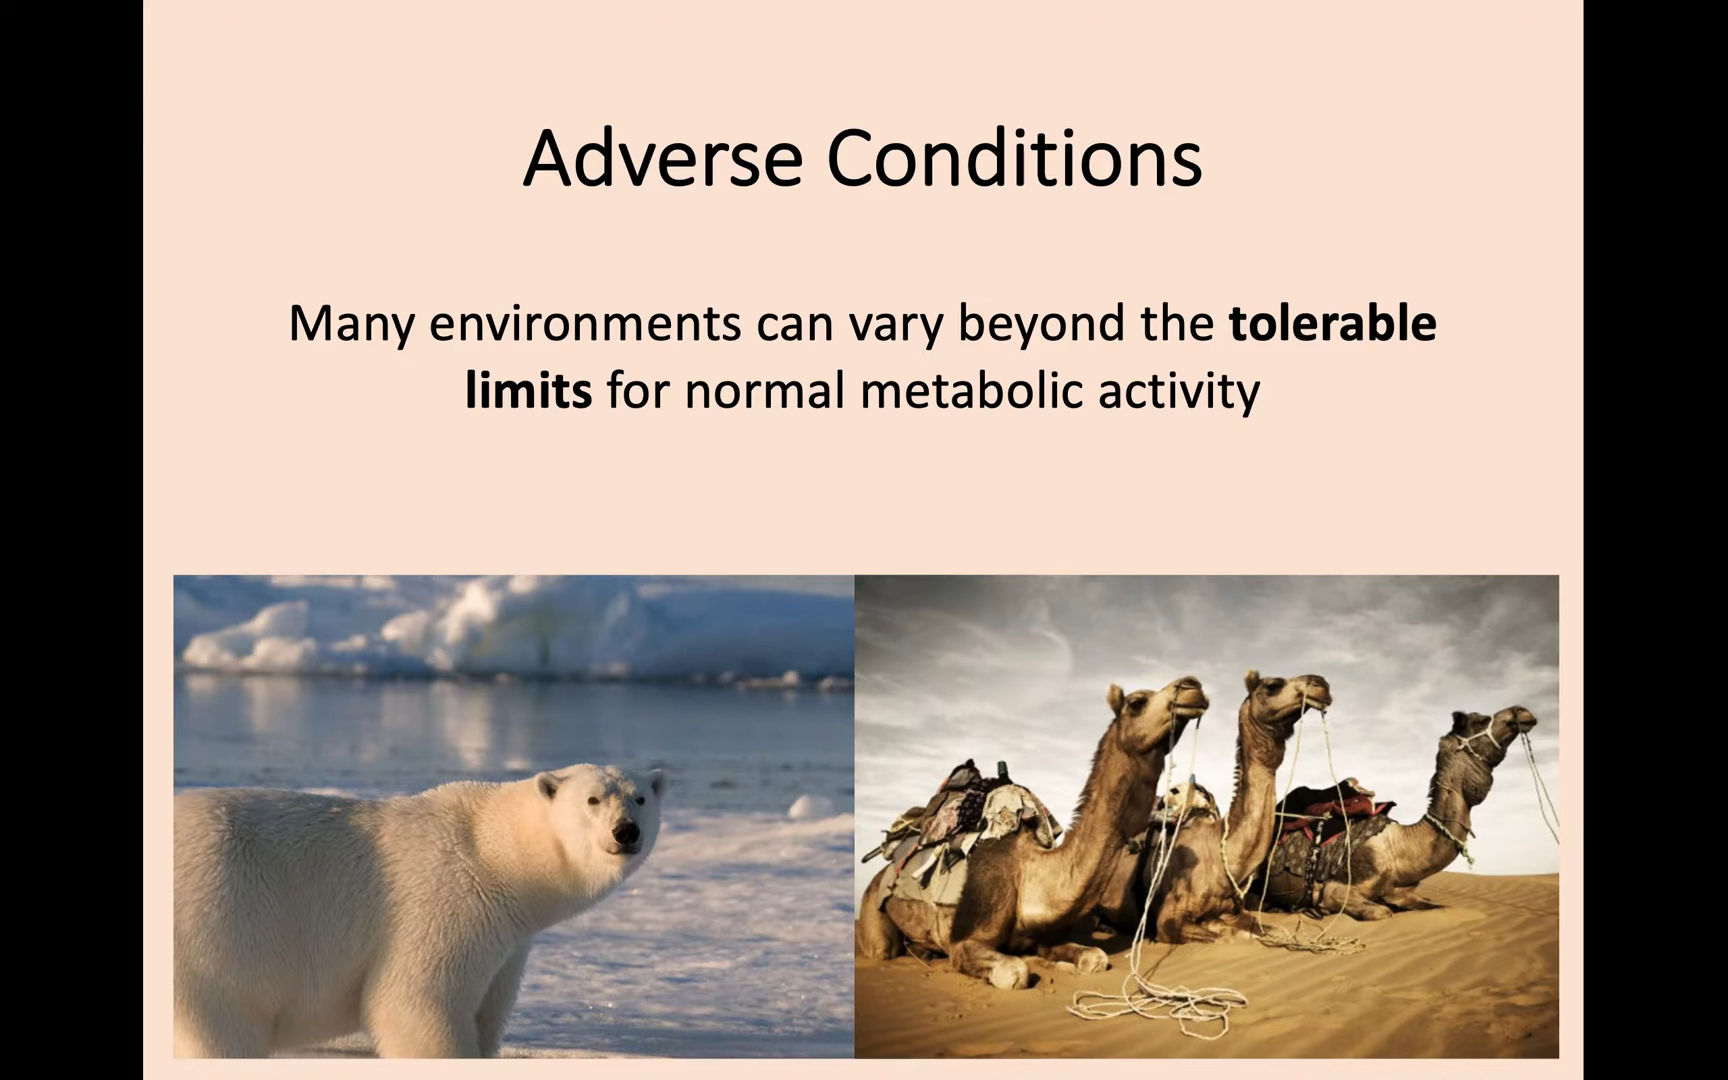 Adverse Conditions
Many environments can vary beyond the tolerable
limits for normal metabolic activity